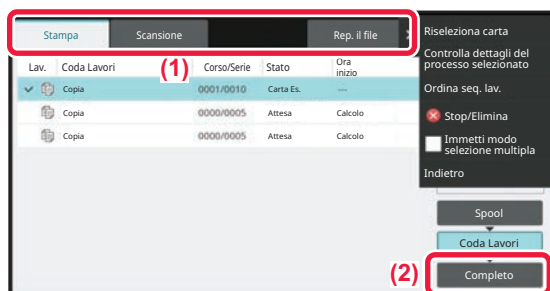 Stampa Scansione Rep. il file
(1)
Lav. Coda Lavori Corso/Serie Stato Ora inizio
Copia 0001/0010 Carta Es. ---
Copia 0000/0005 Attesa Calcolo
Copia 0000/0005 Attesa Calcolo
Riseleziona carta
Controlla dettagli del
processo selezionato
Ordina seq. lav.
Stop/Elimina
Immetti modo
selezione multipla
Indietro
Spool
Coda Lavori
(2)
Completo